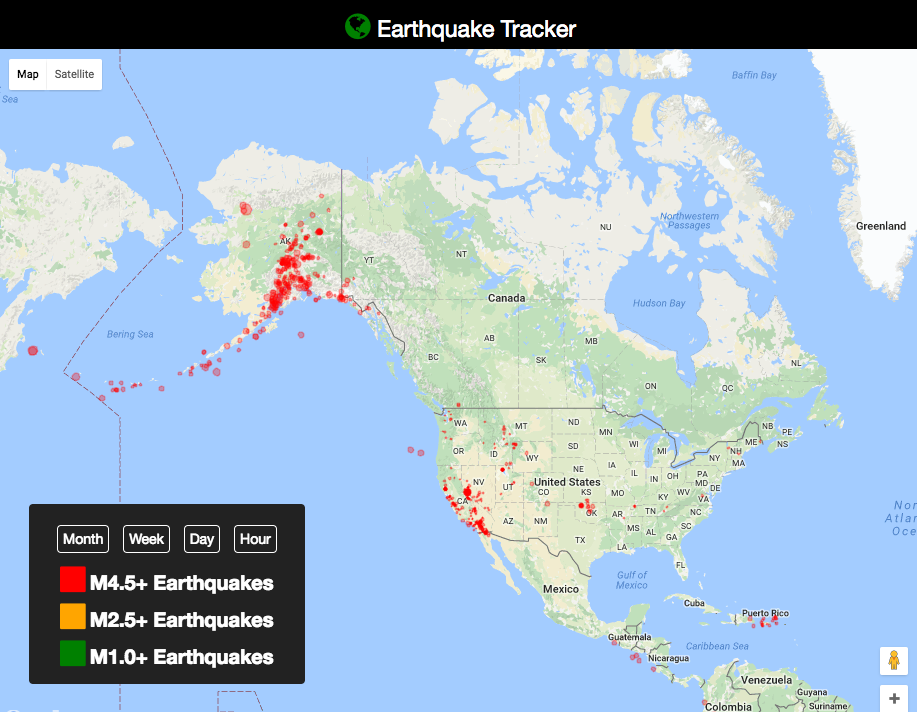 Earthquake Tracker
Map
Satellite
Baffin Bay
Sea
Greenland
Northwestern
Passages
NU
AK
YT
NT
Canada
Hudson Bay
Bering Sea
AB
MB
BC
SK
NL
ON
QC
WA
MT
ND
MN
NB
PE
ME
NS
OR
ID
SD
WI
MI
NH
WY
NY
MA
IA
NE
IL
IN
OH
PA
NV
UT
United States
MD
DE
CO
KS
MO
KY
WV
VA
CA
OK
AR
TN
NC
AZ
NM
MS
AL
SC
GA
TX
LA
FL
Nor
Atlan
Oce
Gulf of
Mexico
Mexico
Cuba
Puerto Rico
Guatemala
Caribbean Sea
Nicaragua
Venezuela
Guyana
Suriname
Colombia
Month
Week
Day
Hour
M4.5+ Earthquakes
M2.5+ Earthquakes
M1.0+ Earthquakes
+